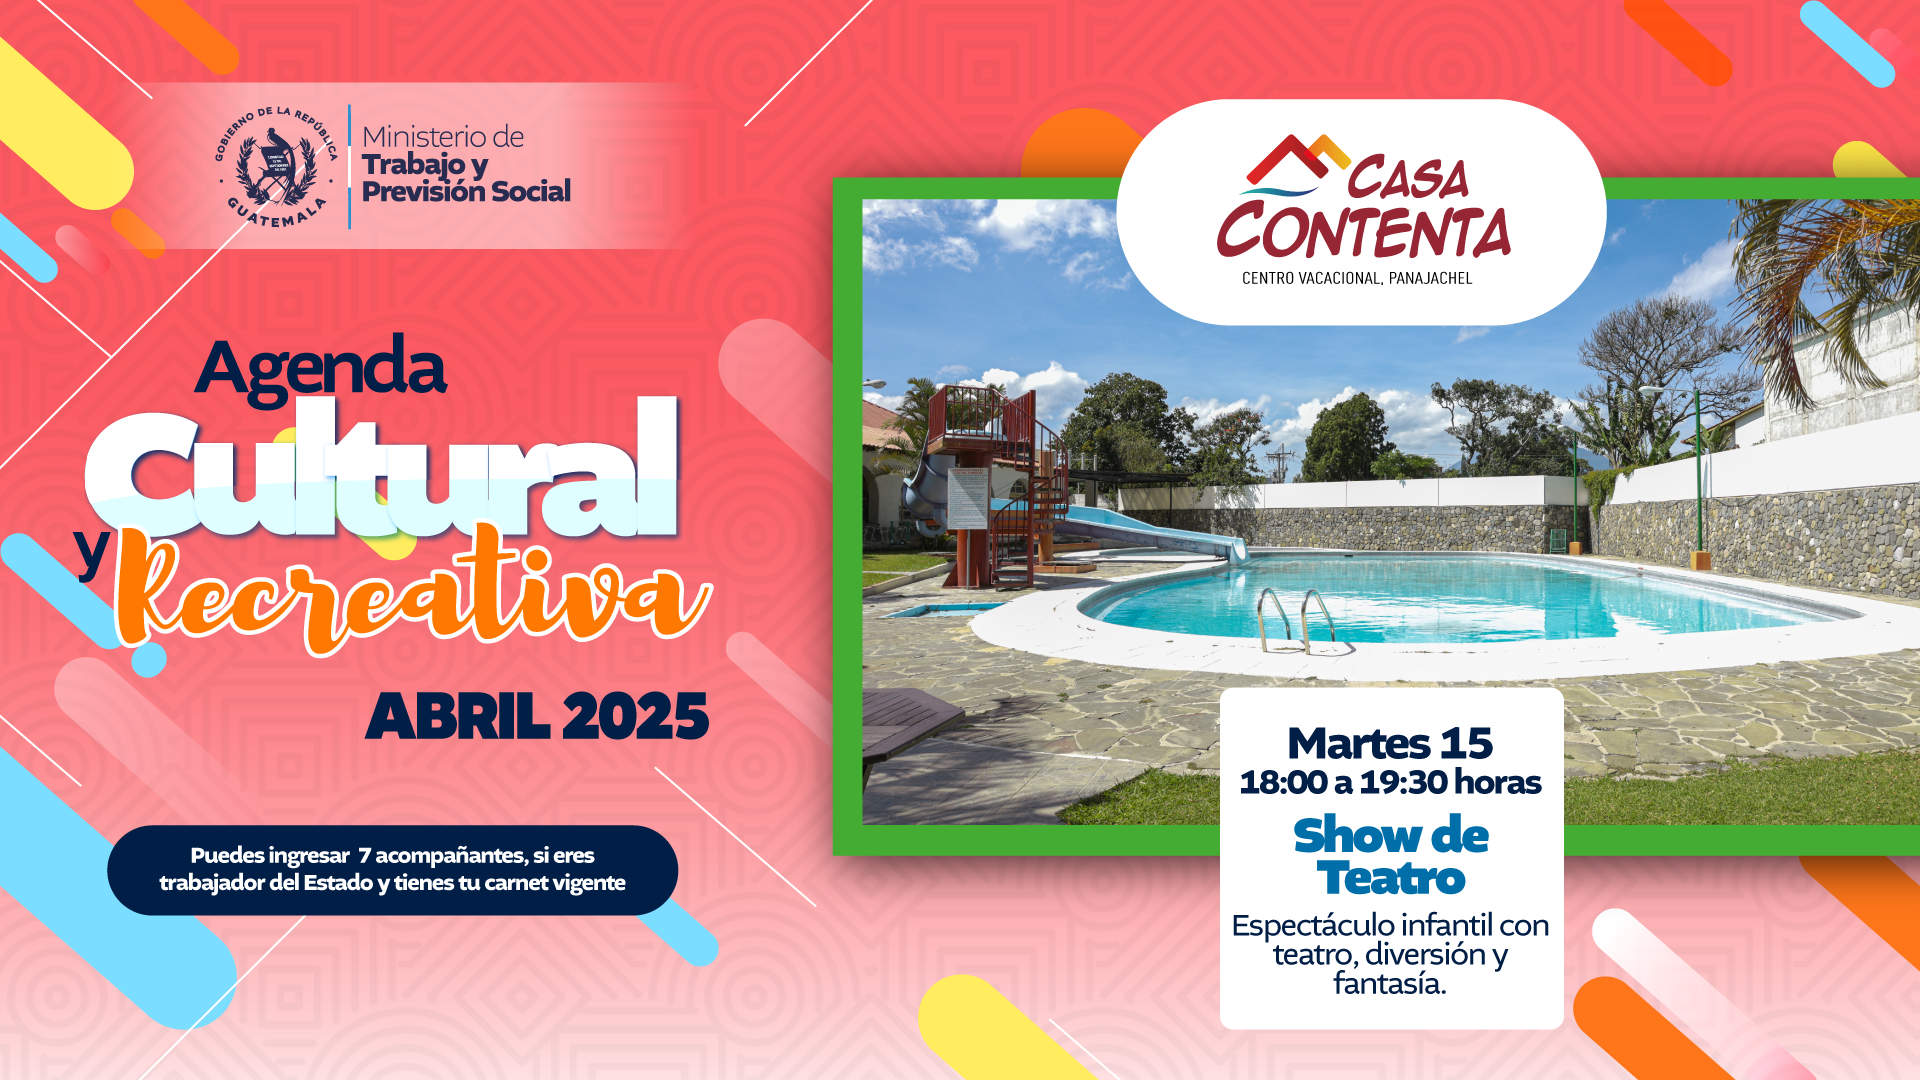 GOBIERNO DE LA REPÚBLICA
GUATEMALA
Ministerio de
Trabajo y
Previsión Social
Agenda
Cultural
y Recreativa
ABRIL 2025
Puedes ingresar 7 acompañantes, si eres
trabajador del Estado y tienes tu carnet vigente
CASA
CONTENTA
CENTRO VACACIONAL, PANAJACHEL
Martes 15
18:00 a 19:30 horas
Show de
Teatro
Espectáculo infantil con
teatro, diversión y
fantasía.